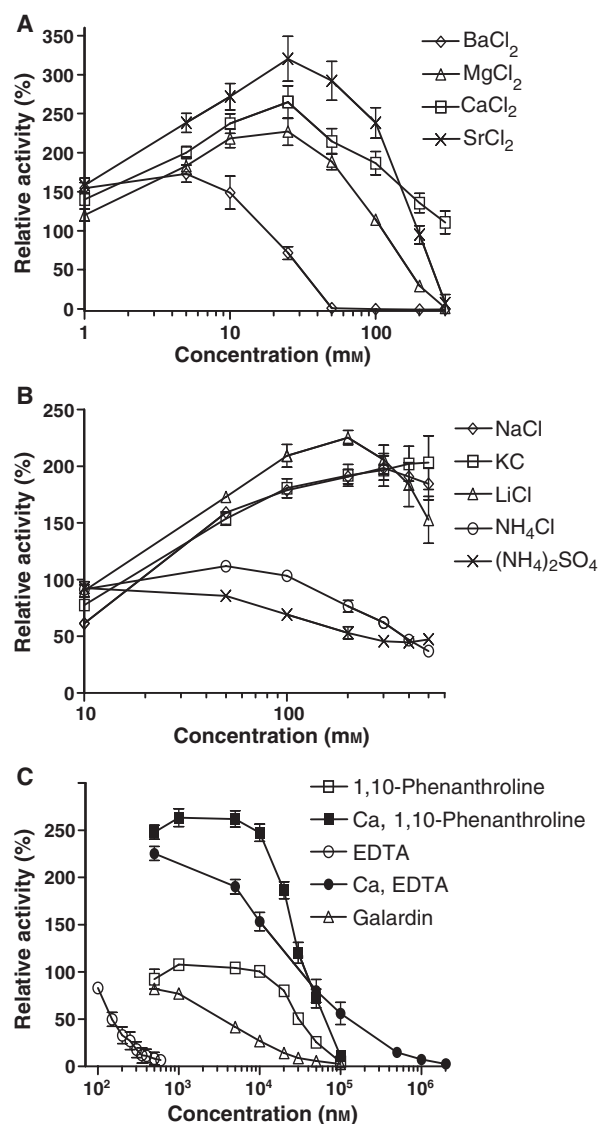 A
350
300
250
200
150
100
50
0
1
10
100
Relative activity (%)
Concentration (mM)
BaCl2
MgCl2
CaCl2
SrCl2
B
250
200
150
100
50
0
10
100
Relative activity (%)
Concentration (mM)
NaCl
KC
LiCl
NH4Cl
(NH4)2SO4
C
250
200
150
100
50
0
10^2
10^3
10^4
10^5
10^6
Relative activity (%)
Concentration (nM)
1,10-Phenanthroline
Ca, 1,10-Phenanthroline
EDTA
Ca, EDTA
Galardin